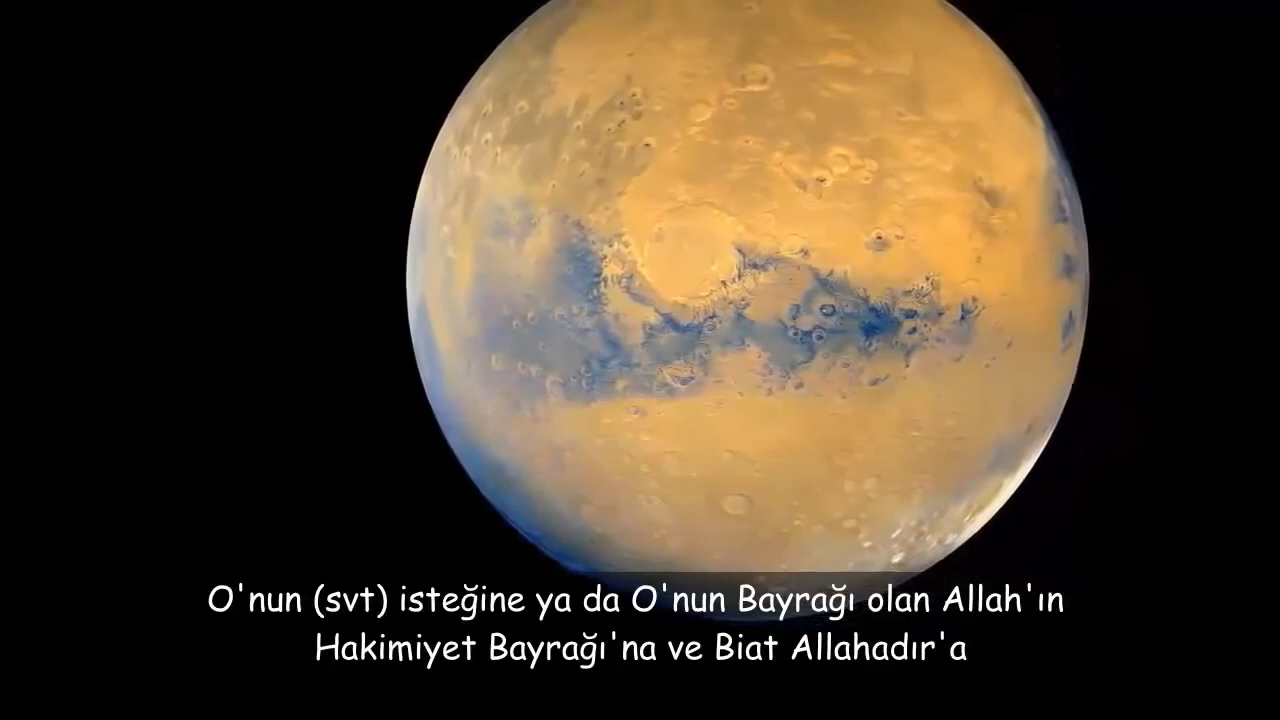 O'nun (svt) isteğine ya da O'nun Bayrağı olan Allah'ın
Hakimiyet Bayrağı'na ve Biat Allahadır'a